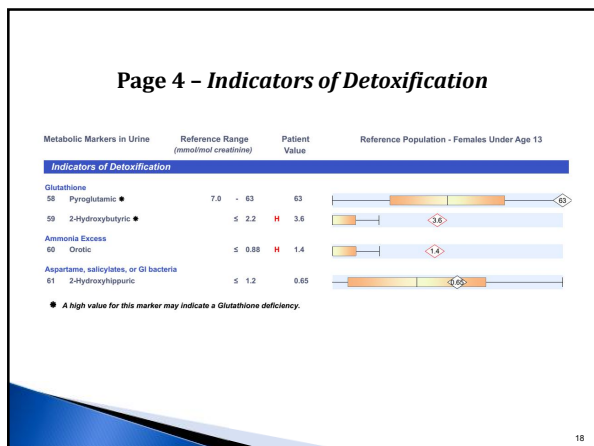 Page 4 – Indicators of Detoxification
Metabolic Markers in Urine Reference Range Patient Reference Population - Females Under Age 13
(mmol/mol creatinine) Value
Indicators of Detoxification
Glutathione
58 Pyroglutamic ✱ 7.0 - 63 63 63
59 2-Hydroxybutyric ✱ ≤ 2.2 H 3.6 3.6
Ammonia Excess
60 Orotic ≤ 0.88 H 1.4 1.4
Aspartame, salicylates, or GI bacteria
61 2-Hydroxyhippuric ≤ 1.2 0.65 0.65
✱ A high value for this marker may indicate a Glutathione deficiency.
18